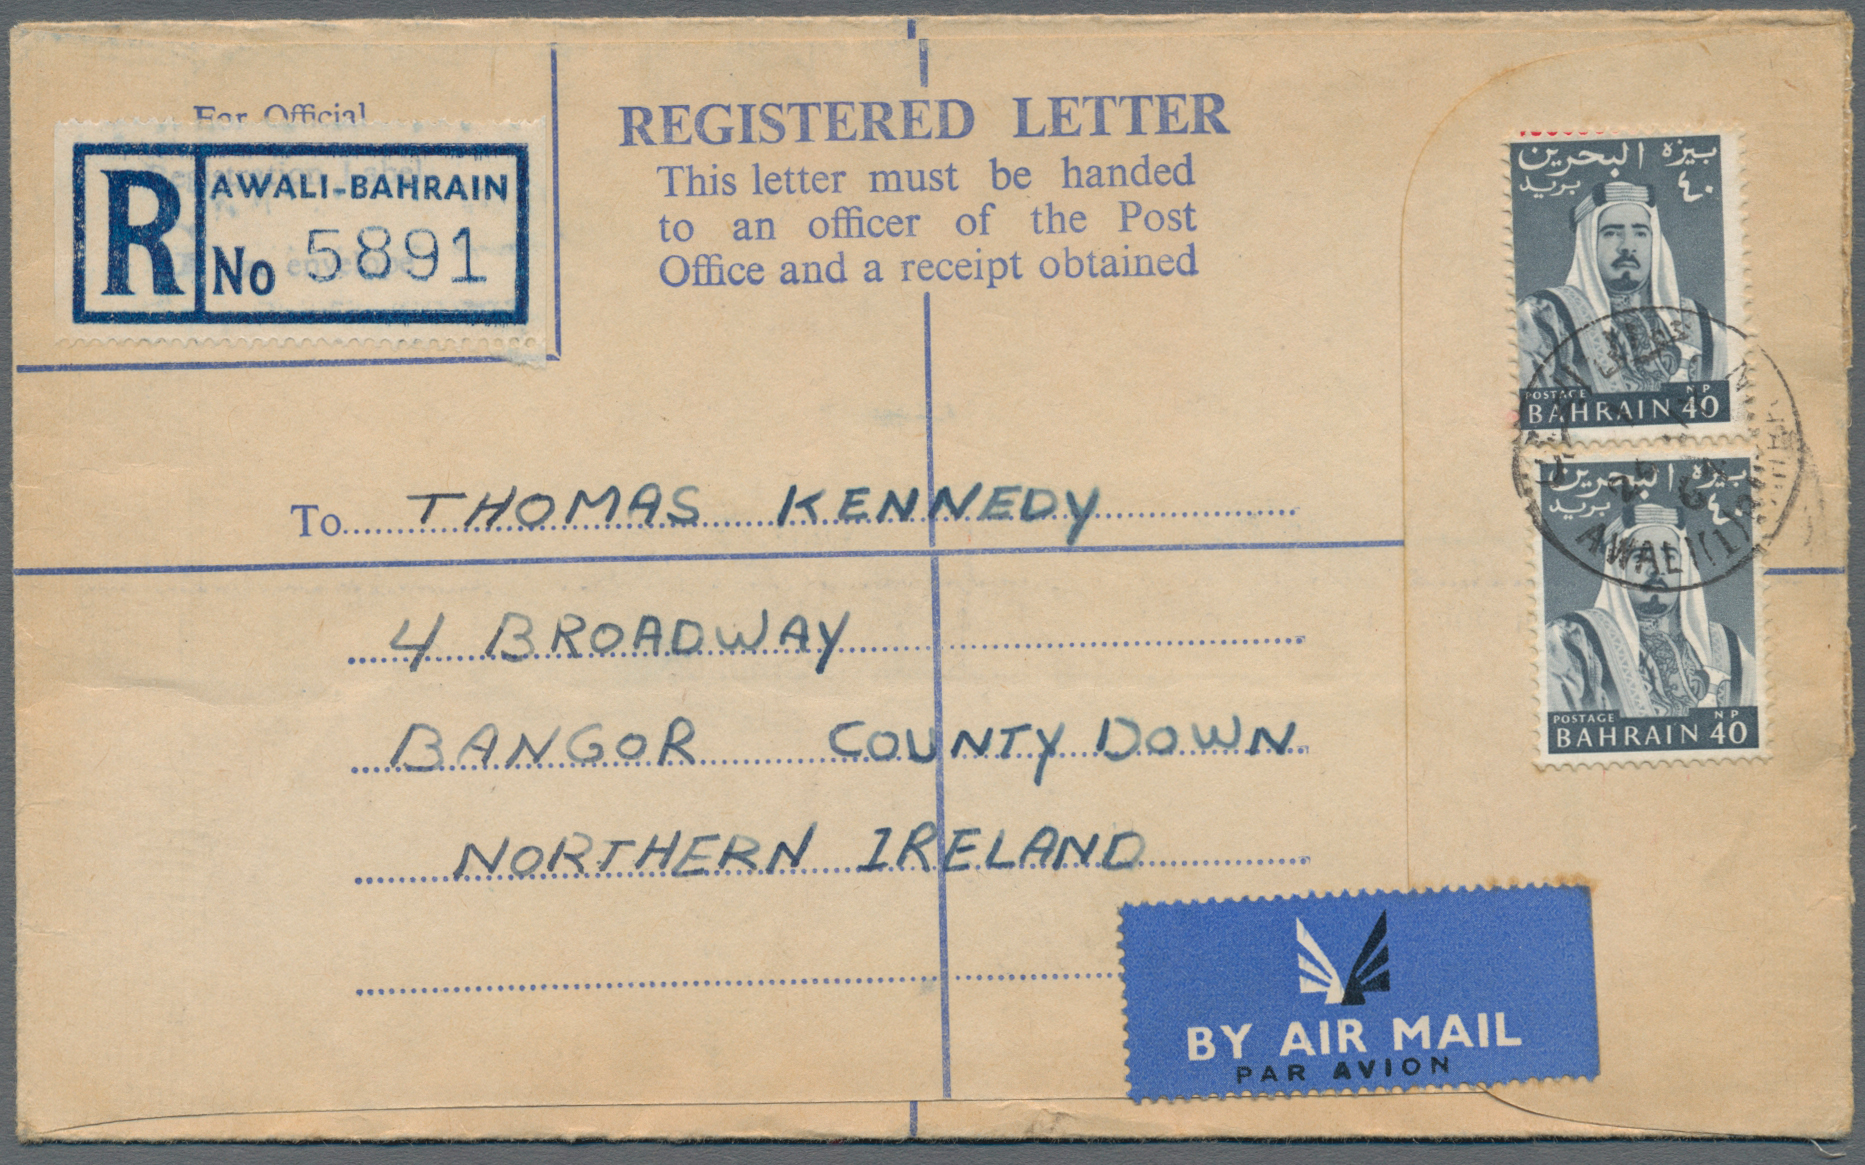 For Official
R
AWALI-BAHRAIN
No 5891
REGISTERED LETTER
This letter must be handed
to an officer of the Post
Office and a receipt obtained
بيزة البحرين
٤٠ بريد
POSTAGE NP
BAHRAIN 40
بيزة البحرين
٤٠ بريد
AWALI (1)
POSTAGE NP
BAHRAIN 40
To THOMAS KENNEDY
4 BROADWAY
BANGOR COUNTY DOWN
NORTHERN IRELAND
BY AIR MAIL
PAR AVION